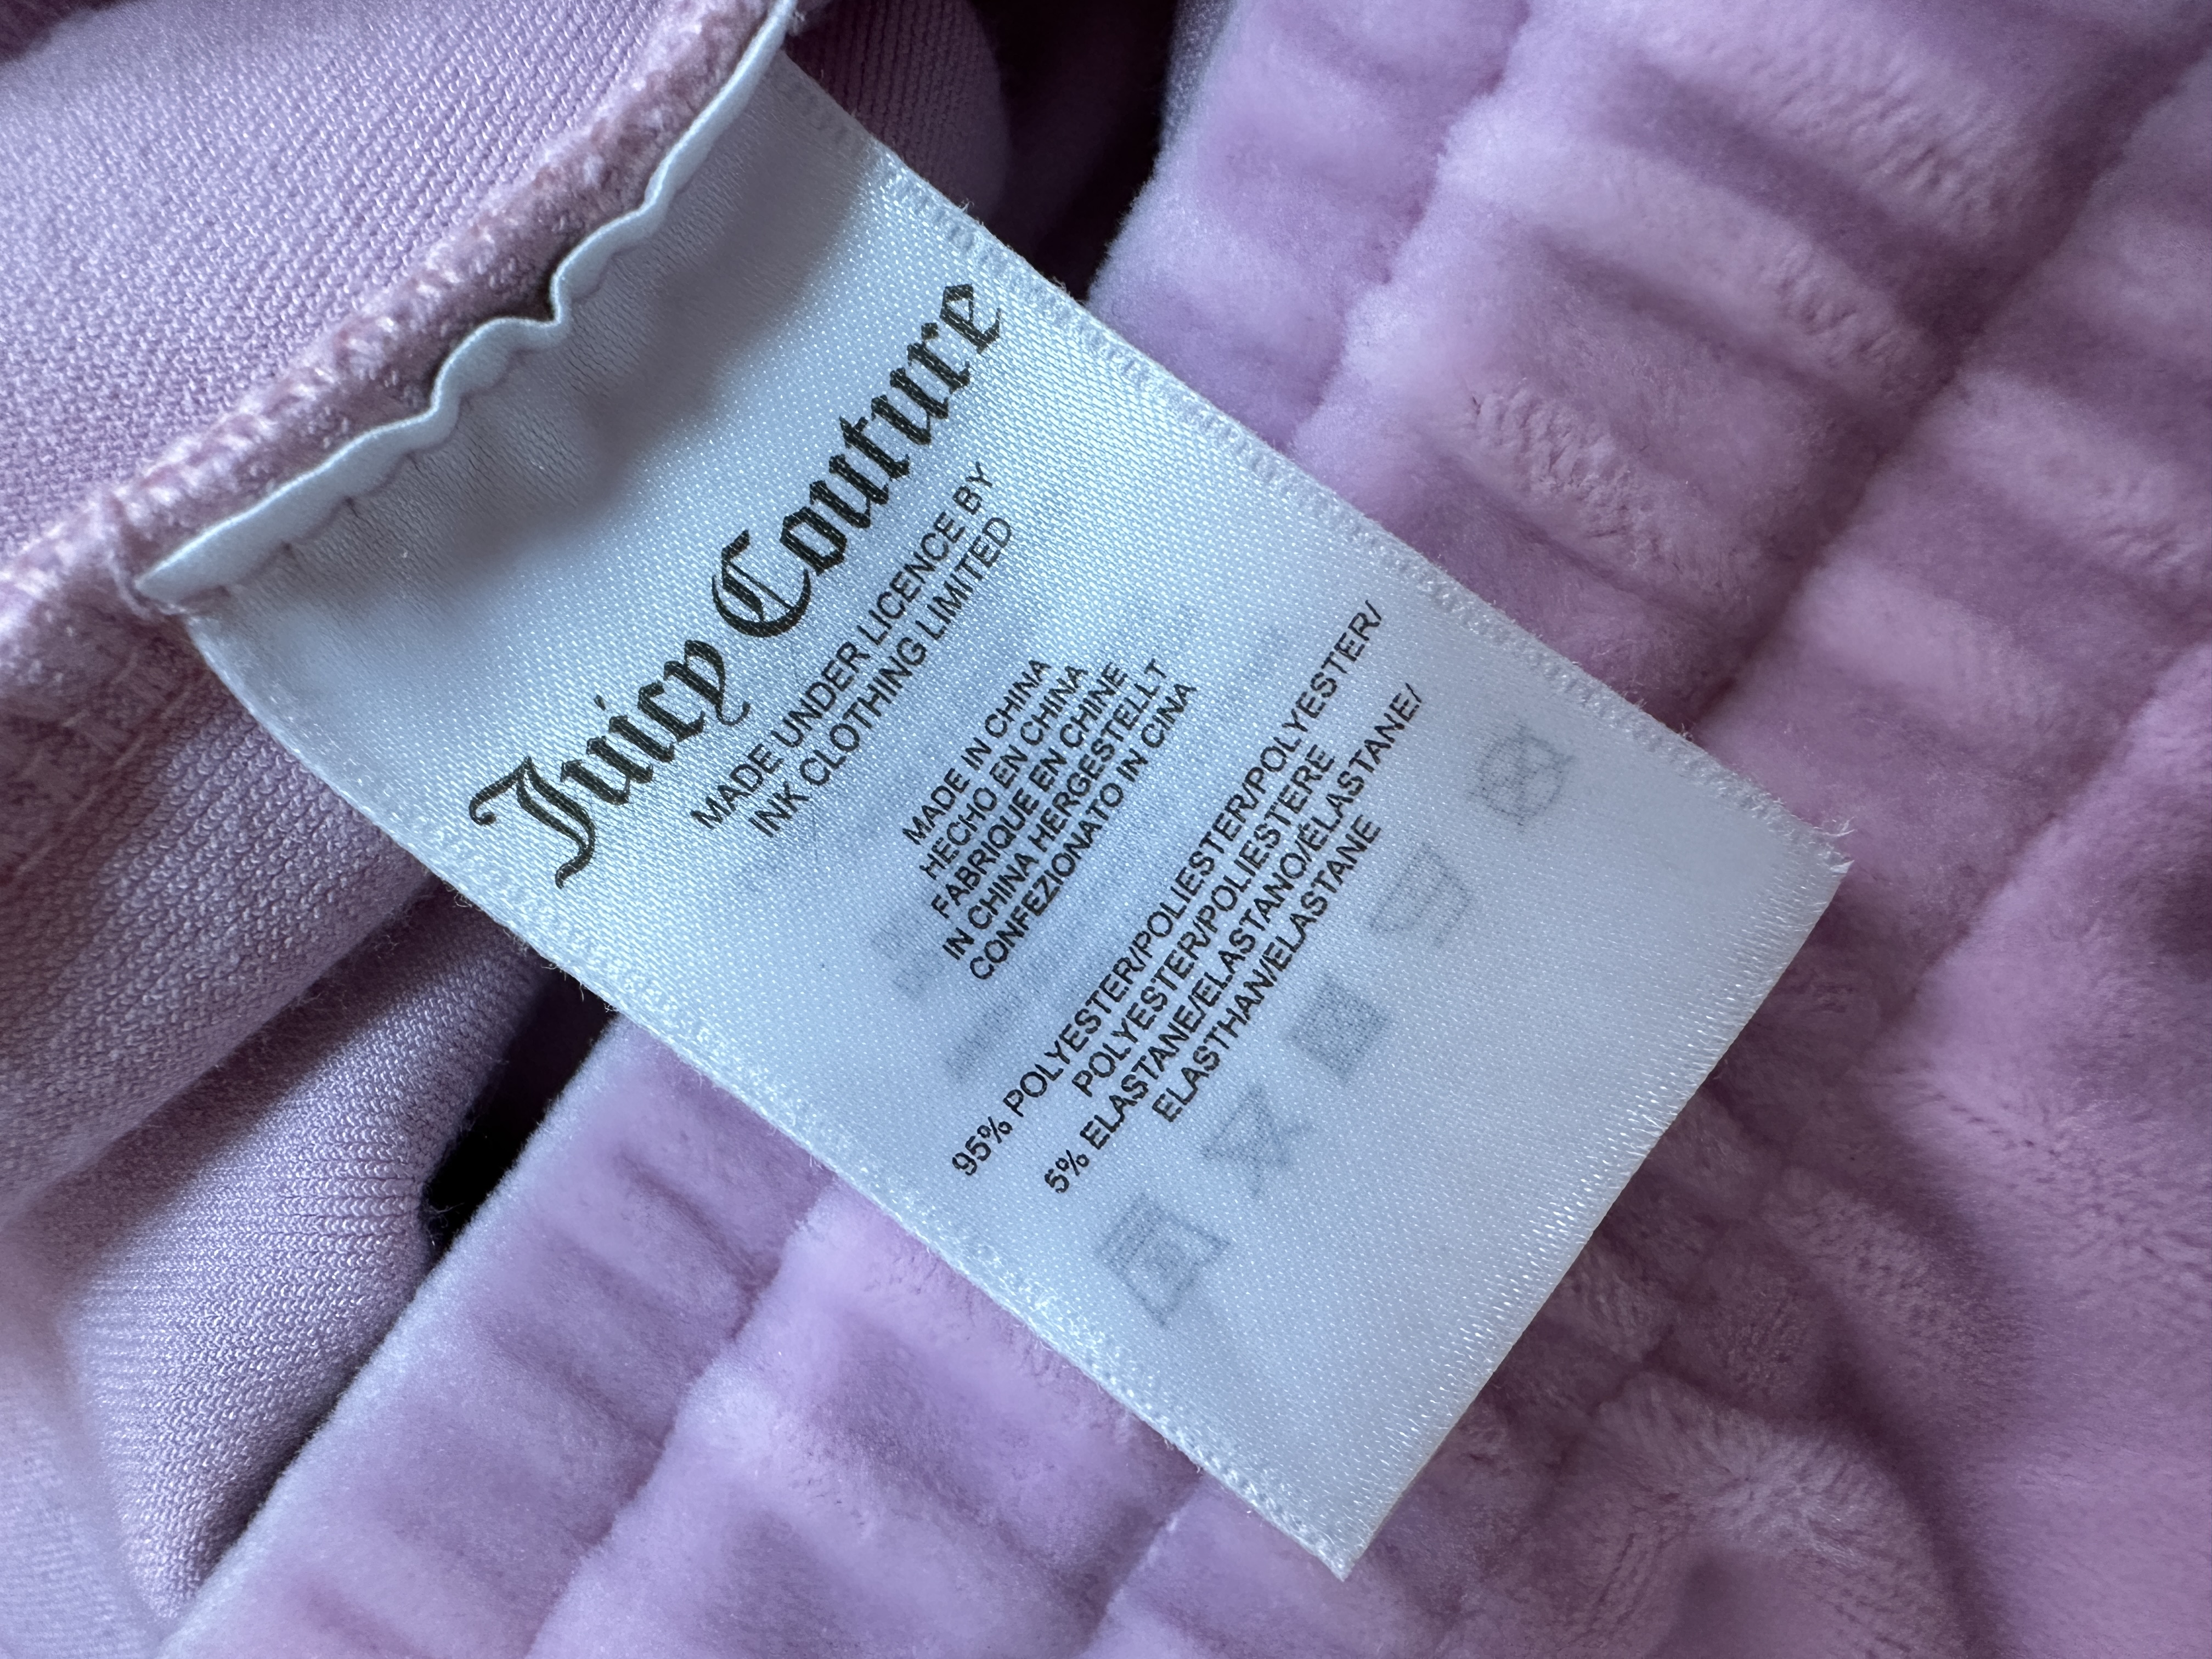 Juicy Couture
MADE UNDER LICENCE BY
INK CLOTHING LIMITED
MADE IN CHINA
HECHO EN CHINA
FABRIQUE EN CHINE
IN CHINA HERGESTELLT
CONFEZIONATO IN CINA
95% POLYESTER/POLIESTER/POLYESTER/
POLYESTER/POLIESTERE
5% ELASTANE/ELASTANO/ÉLASTANE/
ELASTHAN/ELASTANE